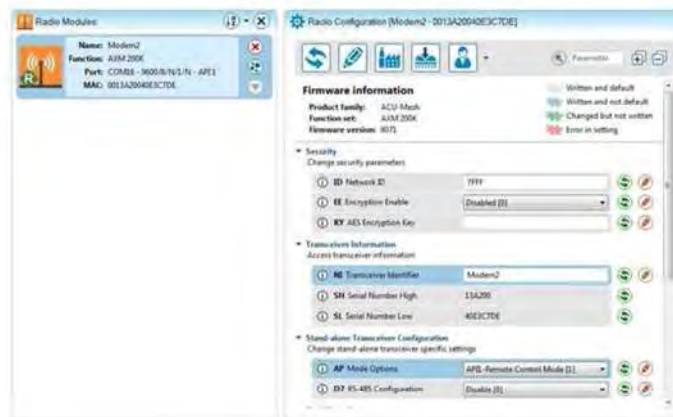 Radio Modules
Name: Modem2
Function: AXM 200K
Port: COM16 - 9600/8/N/1/N - API1
MAC: 0013A20040E3C7DE
R
Radio Configuration [Modem2 - 0013A20040E3C7DE]
Parameter
Firmware information
Product family: ACU-Mesh
Function set: AXM 200K
Firmware version: 8071
Written and default
Written and not default
Changed but not written
Error in setting
Security
Change security parameters
ID Network ID 7FFF
EE Encryption Enable Disabled [0]
KY AES Encryption Key
Transceiver Information
Access transceiver information
NI Transceiver Identifier Modem2
SH Serial Number High 13A200
SL Serial Number Low 40E3C7DE
Stand-alone Transceiver Configuration
Change stand-alone transceiver specific settings
AP Mode Options API1-Remote Control Mode [1]
D7 RS-485 Configuration Disable [0]